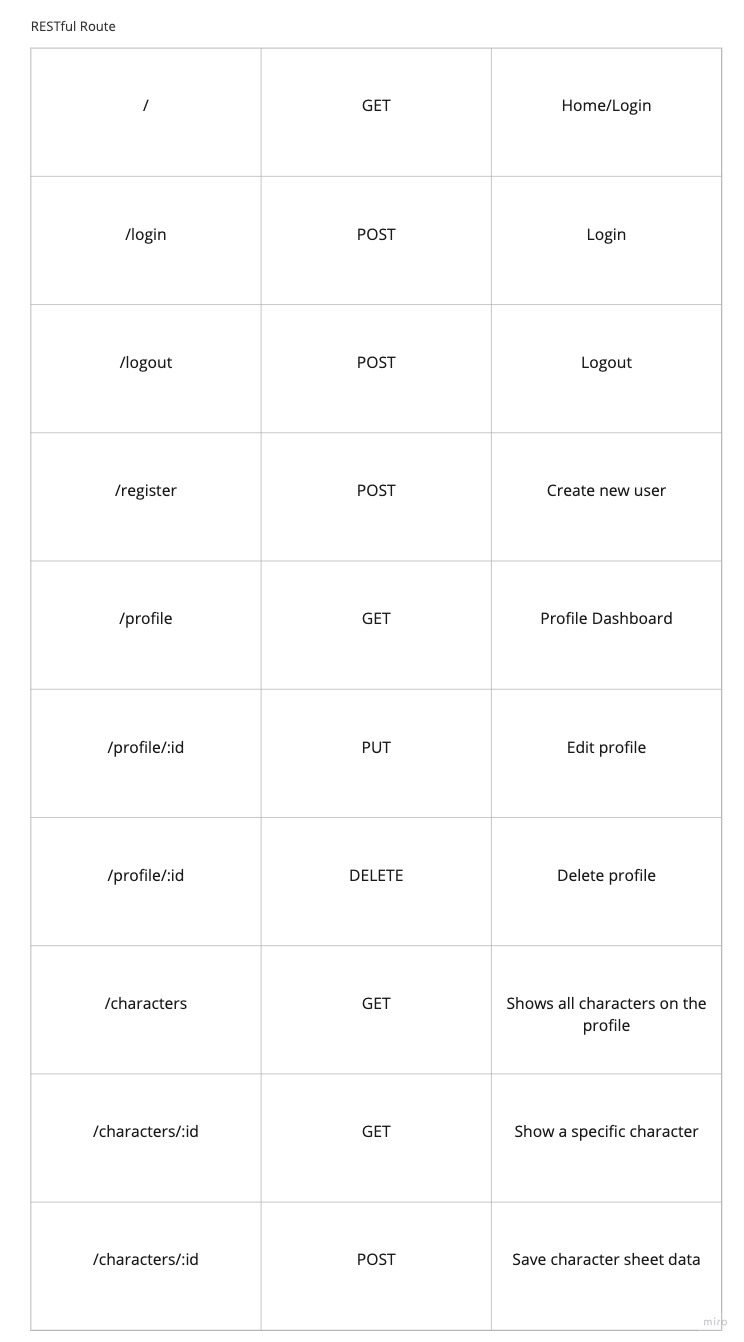 RESTful Route
/ GET Home/Login
/login POST Login
/logout POST Logout
/register POST Create new user
/profile GET Profile Dashboard
/profile/:id PUT Edit profile
/profile/:id DELETE Delete profile
/characters GET Shows all characters on the
profile
/characters/:id GET Show a specific character
/characters/:id POST Save character sheet data
miro